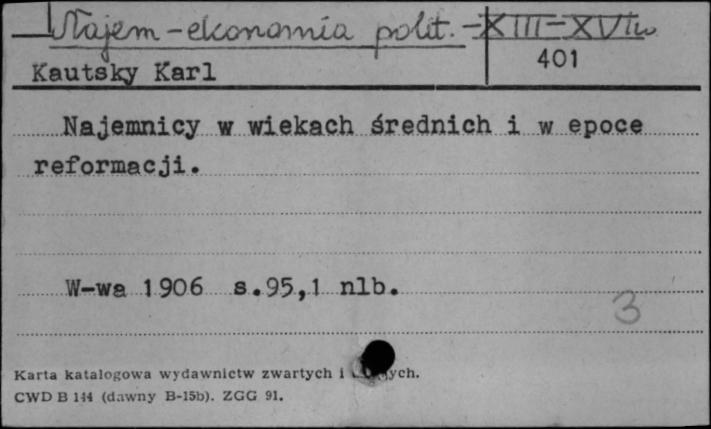 Najem - ekonomia polit. - XIII-XVIw
Kautsky Karl
401
Najemnicy w wiekach średnich i w epoce
reformacji.
W-wa 1906 s.95,1 nlb.
3
Karta katalogowa wydawnictw zwartych i
CWD B 144 (dawny B-15b). ZGG 91.